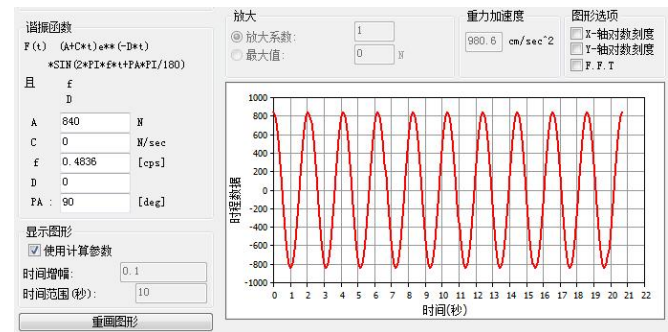 谐振函数
F(t) (A+C*t)e**(-D*t)
*SIN(2*PI*f*t+PA*PI/180)
且 f
D
A 840 N
C 0 N/sec
f 0.4836 [cps]
D 0
PA : 90 [deg]
显示图形
使用计算参数
时间增幅: 0.1
时间范围(秒): 10
重画图形
放大
放大系数: 1
最大值: 0 N
重力加速度
980.6 cm/sec^2
图形选项
X-轴对数刻度
Y-轴对数刻度
F.F.T
1000
800
600
400
200
0
-200
-400
-600
-800
-1000
时程数据
0 1 2 3 4 5 6 7 8 9 10 11 12 13 14 15 16 17 18 19 20 21 22
时间(秒)